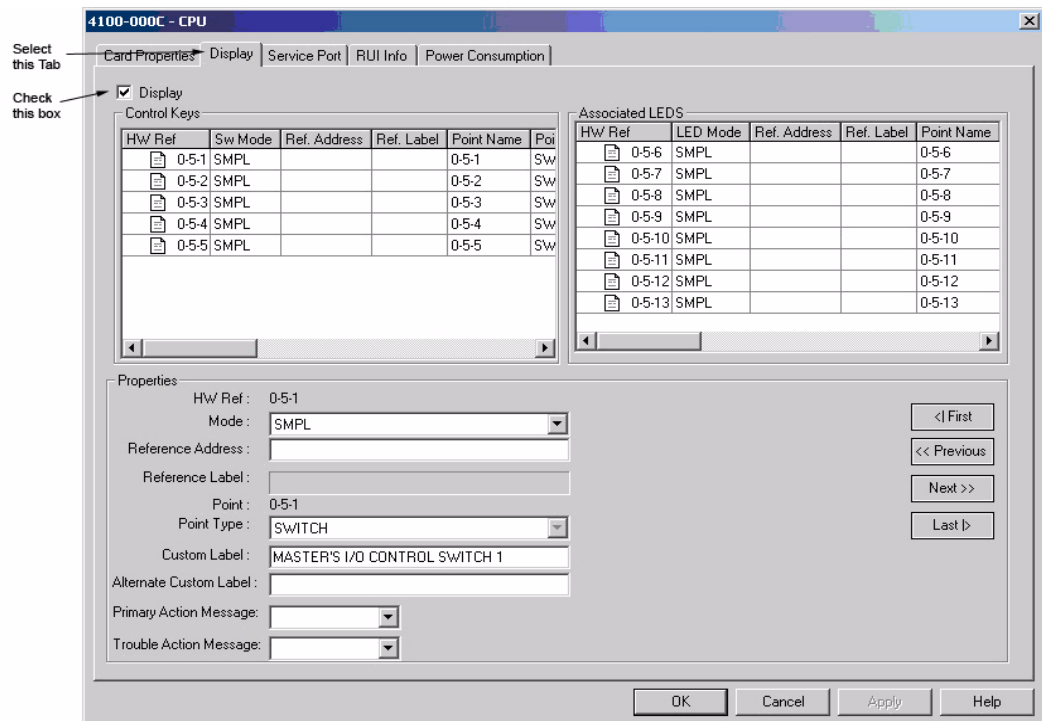 4100-000C - CPU
Select
this Tab
Card Properties Display Service Port RUI Info Power Consumption
Check
this box
Display
Control Keys
HW Ref Sw Mode Ref. Address Ref. Label Point Name Poi
0-5-1 SMPL 0-5-1 SW
0-5-2 SMPL 0-5-2 SW
0-5-3 SMPL 0-5-3 SW
0-5-4 SMPL 0-5-4 SW
0-5-5 SMPL 0-5-5 SW
Associated LEDS
HW Ref LED Mode Ref. Address Ref. Label Point Name
0-5-6 SMPL 0-5-6
0-5-7 SMPL 0-5-7
0-5-8 SMPL 0-5-8
0-5-9 SMPL 0-5-9
0-5-10 SMPL 0-5-10
0-5-11 SMPL 0-5-11
0-5-12 SMPL 0-5-12
0-5-13 SMPL 0-5-13
Properties
HW Ref : 0-5-1
Mode : SMPL
Reference Address :
Reference Label :
Point : 0-5-1
Point Type : SWITCH
Custom Label : MASTER'S I/O CONTROL SWITCH 1
Alternate Custom Label :
Primary Action Message:
Trouble Action Message:
<| First
<< Previous
Next >>
Last |>
OK Cancel Apply Help